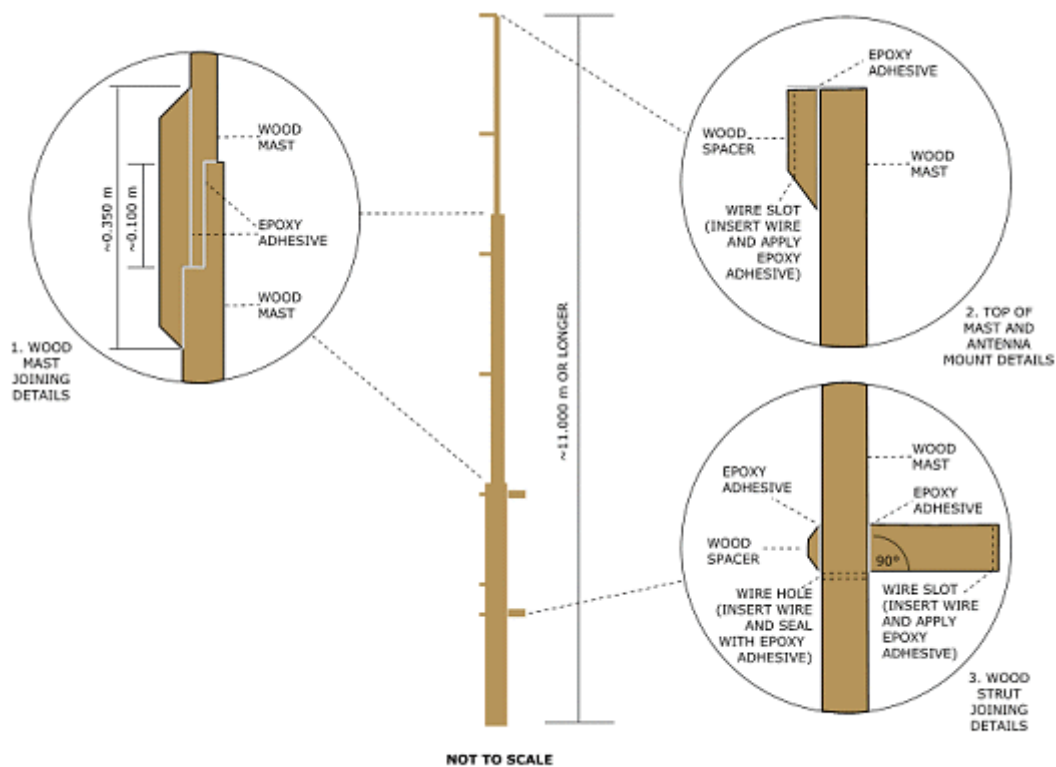 WOOD
MAST
EPOXY
ADHESIVE
WOOD
MAST
~0.350 m
~0.100 m
1. WOOD
MAST
JOINING
DETAILS
~11.000 m OR LONGER
EPOXY
ADHESIVE
WOOD
SPACER
WOOD
MAST
WIRE SLOT
(INSERT WIRE
AND APPLY
EPOXY
ADHESIVE)
2. TOP OF
MAST AND
ANTENNA
MOUNT DETAILS
WOOD
MAST
EPOXY
ADHESIVE
EPOXY
ADHESIVE
WOOD
SPACER
90°
WIRE HOLE
(INSERT WIRE
AND SEAL
WITH EPOXY
ADHESIVE)
WIRE SLOT
(INSERT WIRE
AND APPLY
EPOXY
ADHESIVE)
3. WOOD
STRUT
JOINING
DETAILS
NOT TO SCALE